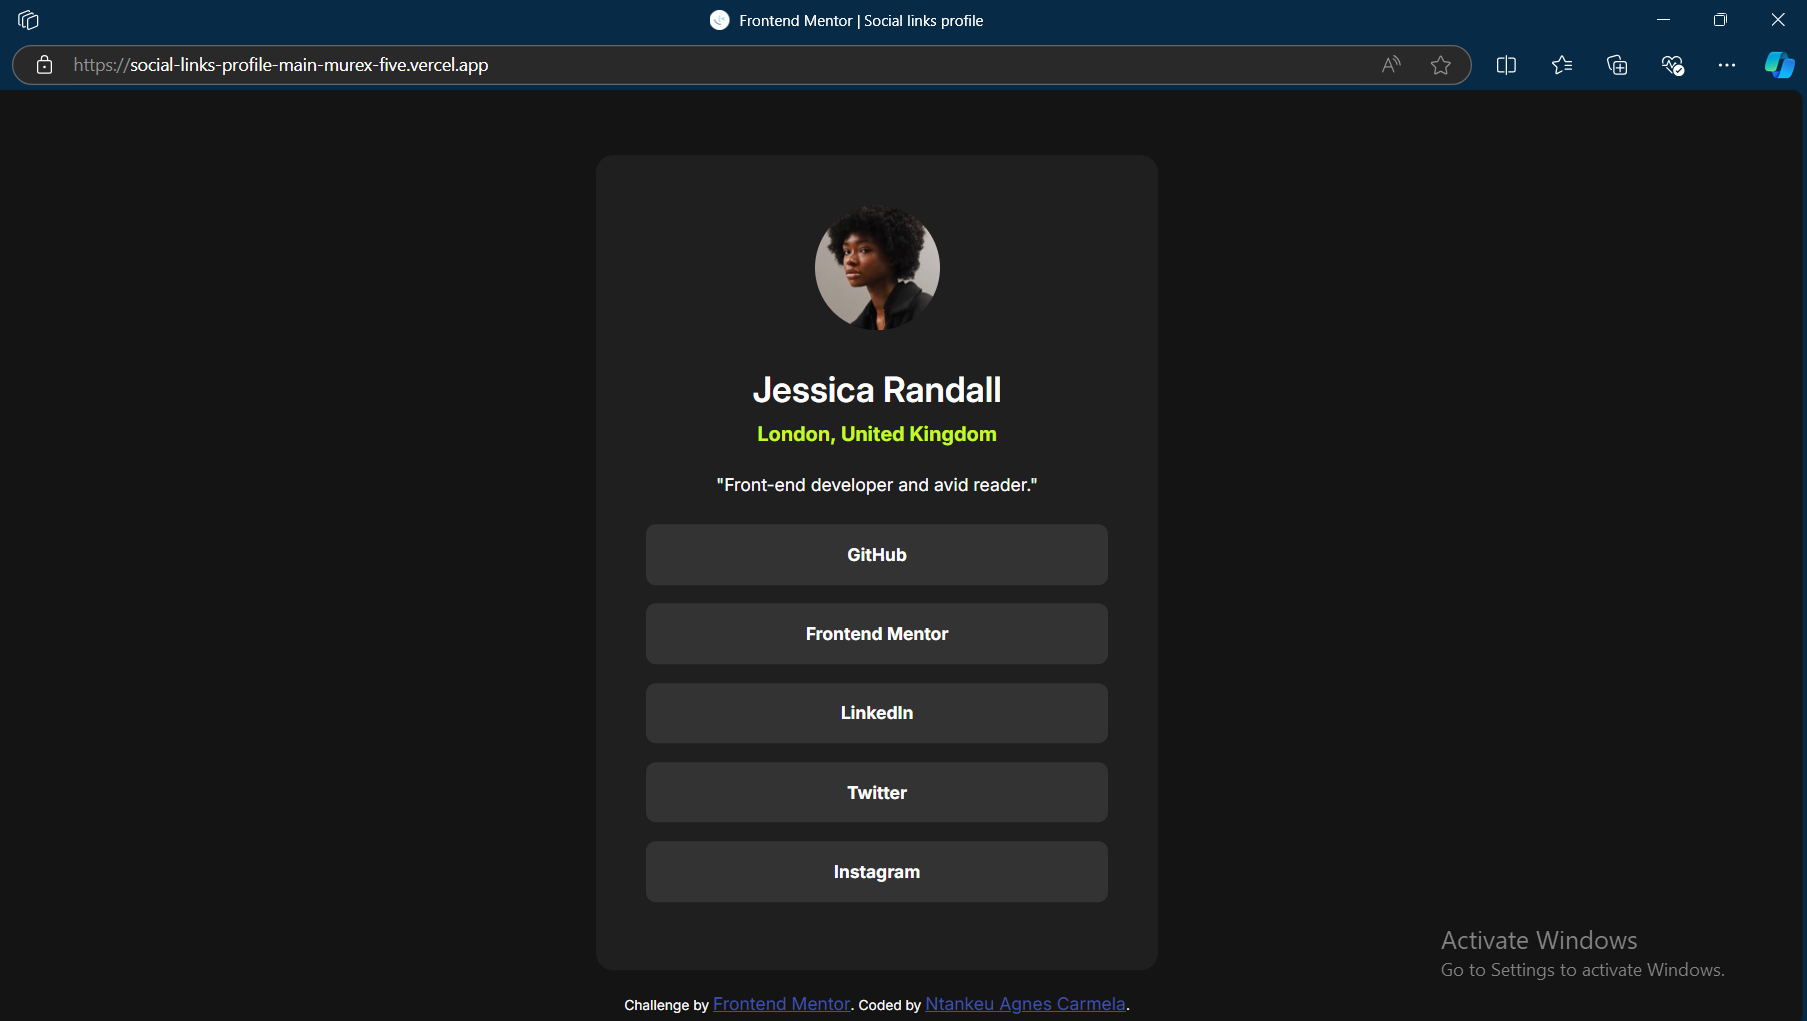 Frontend Mentor | Social links profile
https://social-links-profile-main-murex-five.vercel.app
Jessica Randall
London, United Kingdom
"Front-end developer and avid reader."
GitHub
Frontend Mentor
LinkedIn
Twitter
Instagram
Activate Windows
Go to Settings to activate Windows.
Challenge by Frontend Mentor. Coded by Ntankeu Agnes Carmela.